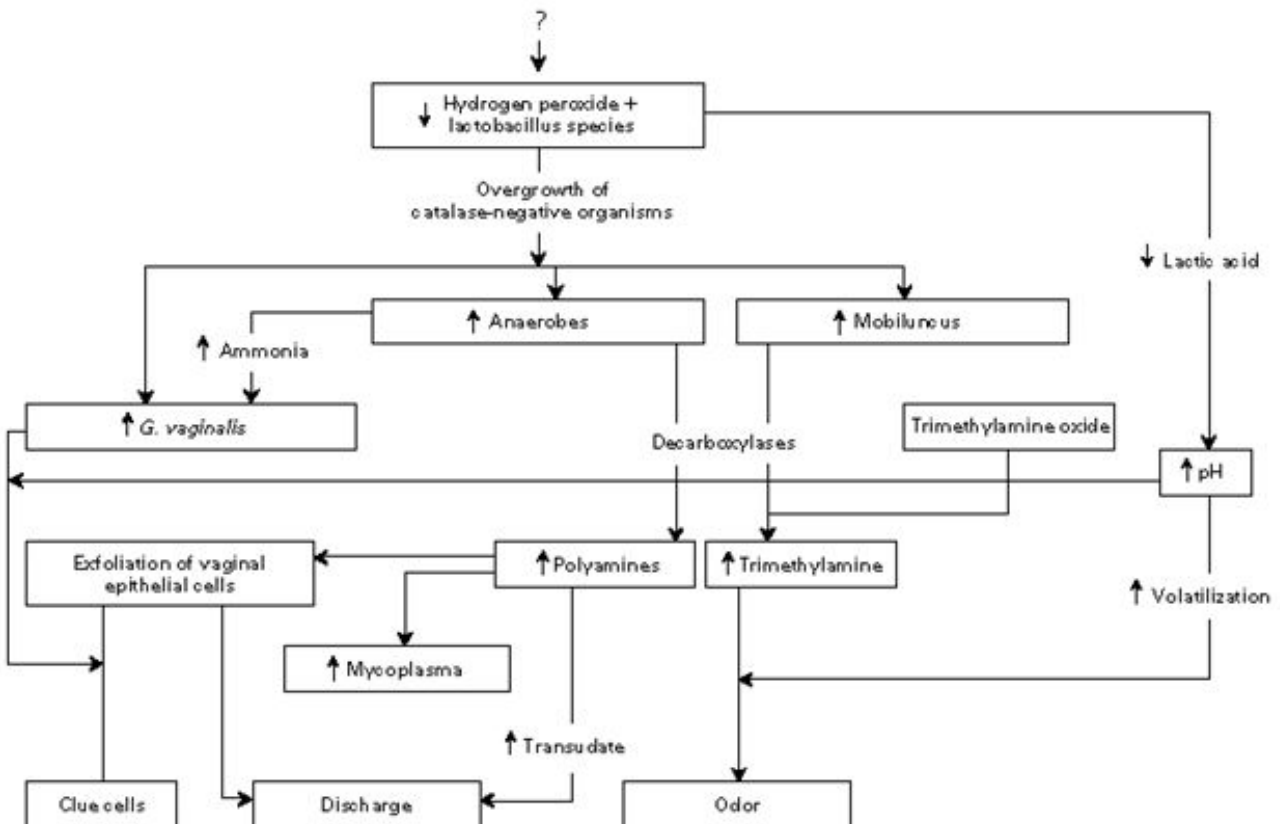 ?
↓ Hydrogen peroxide +
lactobacillus species
Overgrowth of
catalase-negative organisms
↓ Lactic acid
↑ Anaerobes
↑ Mobiluncus
↑ Ammonia
↑ G. vaginalis
Trimethylamine oxide
Decarboxylases
↑ pH
Exfoliation of vaginal
epithelial cells
↑ Polyamines
↑ Trimethylamine
↑ Volatilization
↑ Mycoplasma
↑ Transudate
Clue cells
Discharge
Odor